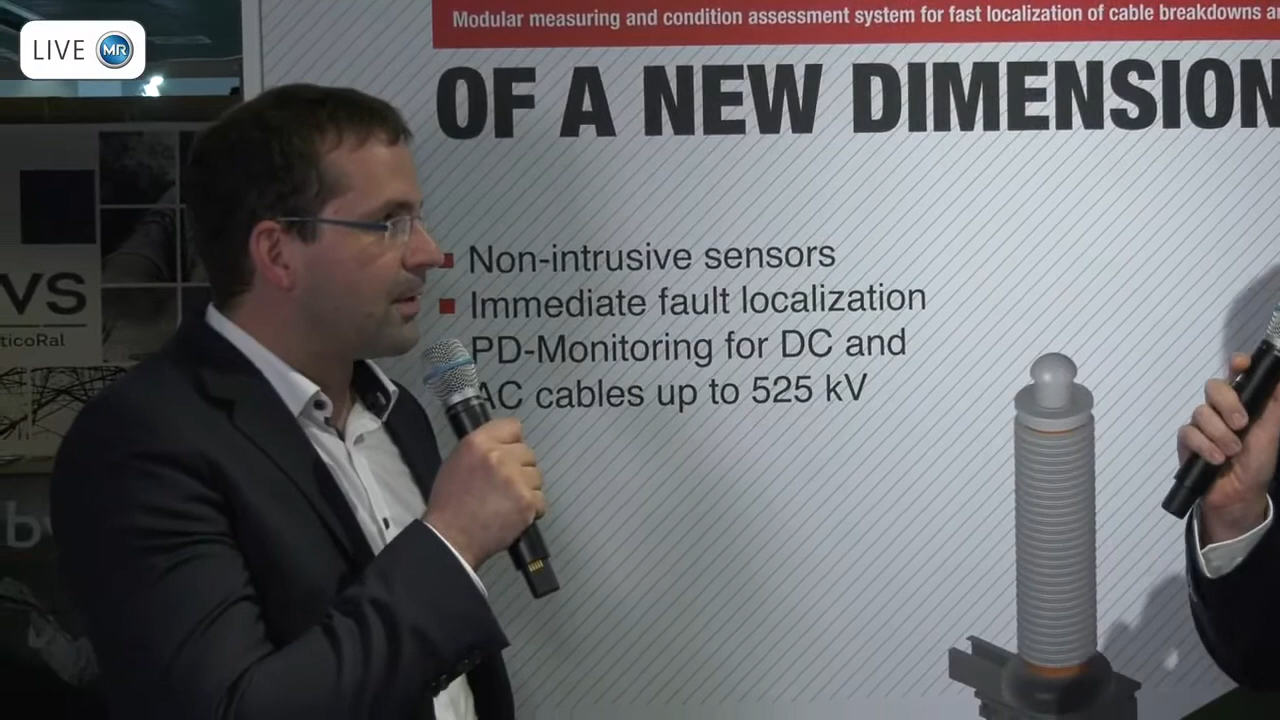 LIVE MR
Modular measuring and condition assessment system for fast localization of cable breakdowns
OF A NEW DIMENSION
Non-intrusive sensors
Immediate fault localization
PD-Monitoring for DC and
AC cables up to 525 kV
VS
ticoRal
b